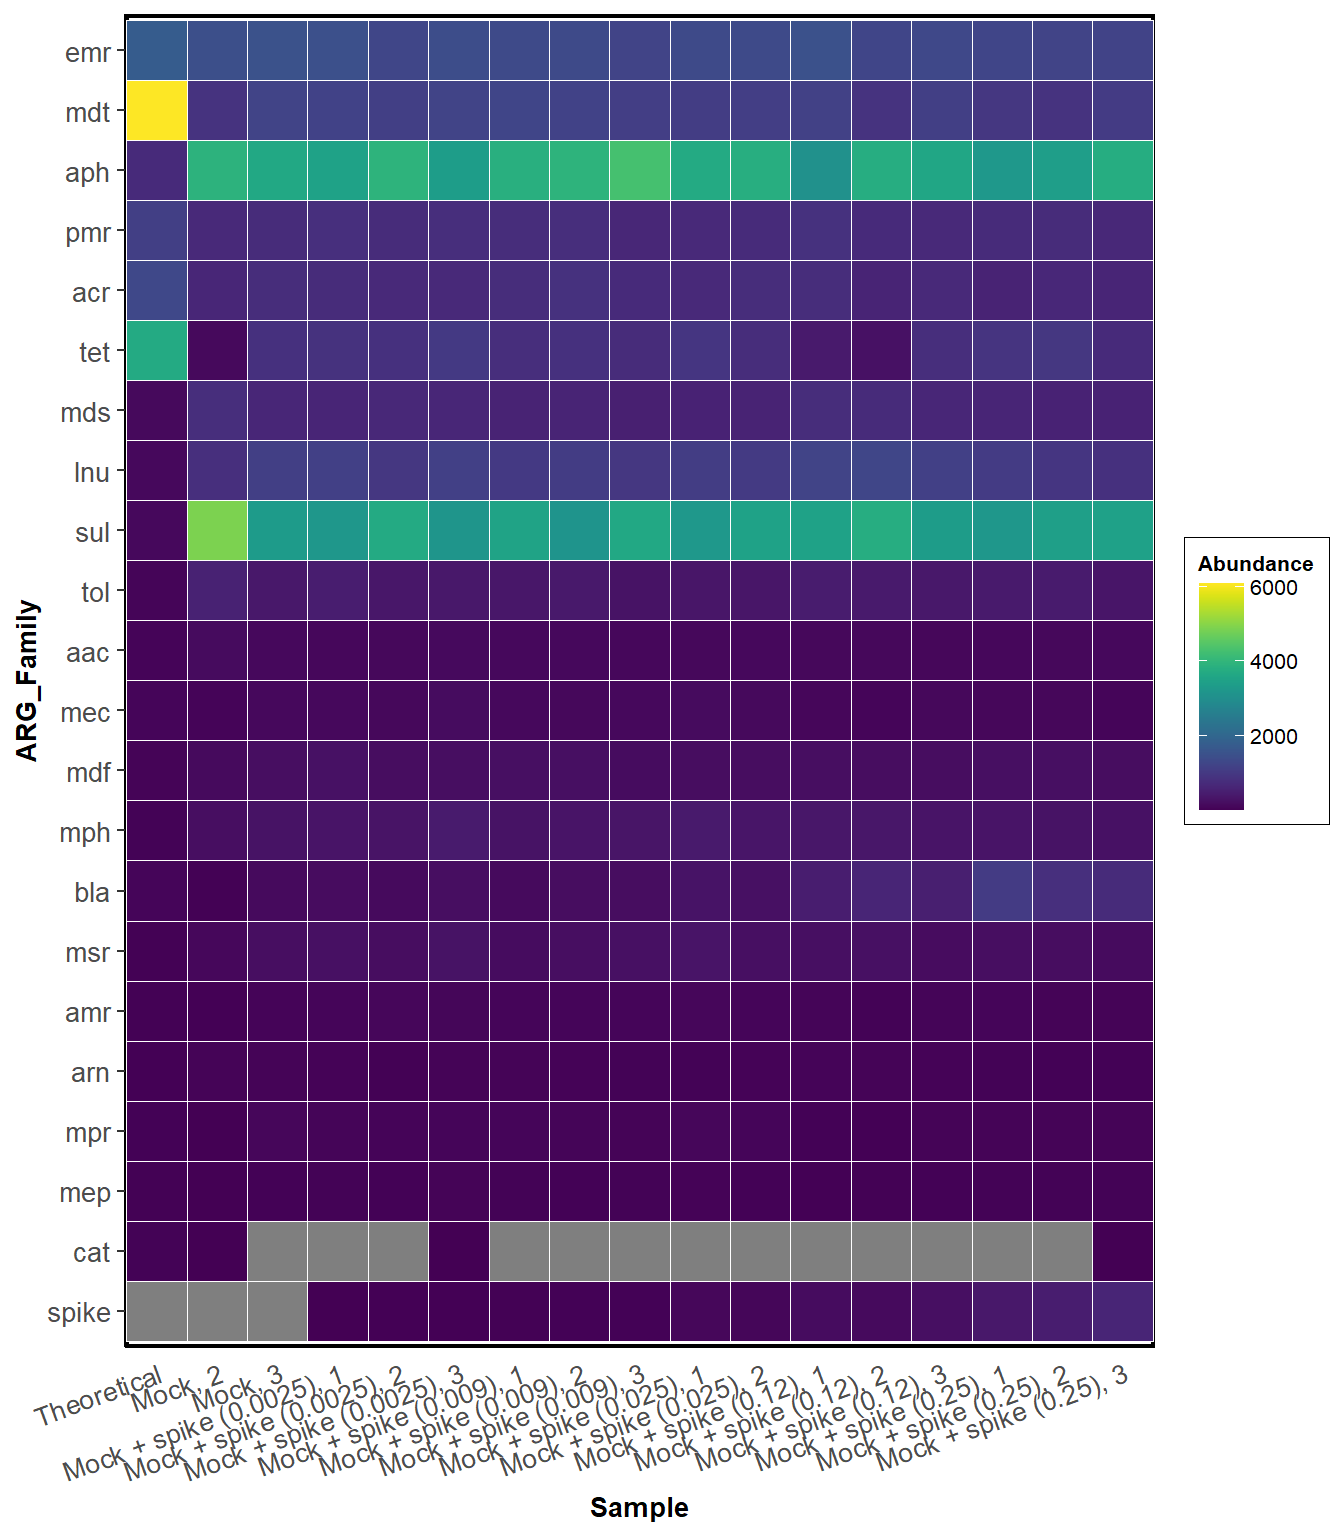 emr
mdt
aph
pmr
acr
tet
mds
lnu
sul
tol
aac
mec
mdf
mph
bla
msr
amr
arn
mpr
mep
cat
spike
ARG_Family
Abundance
6000
4000
2000
Theoretical
Mock, 2
Mock, 3
Mock + spike (0.0025), 1
Mock + spike (0.0025), 2
Mock + spike (0.0025), 3
Mock + spike (0.009), 1
Mock + spike (0.009), 2
Mock + spike (0.009), 3
Mock + spike (0.025), 1
Mock + spike (0.025), 2
Mock + spike (0.12), 1
Mock + spike (0.12), 2
Mock + spike (0.12), 3
Mock + spike (0.25), 1
Mock + spike (0.25), 2
Mock + spike (0.25), 3
Sample